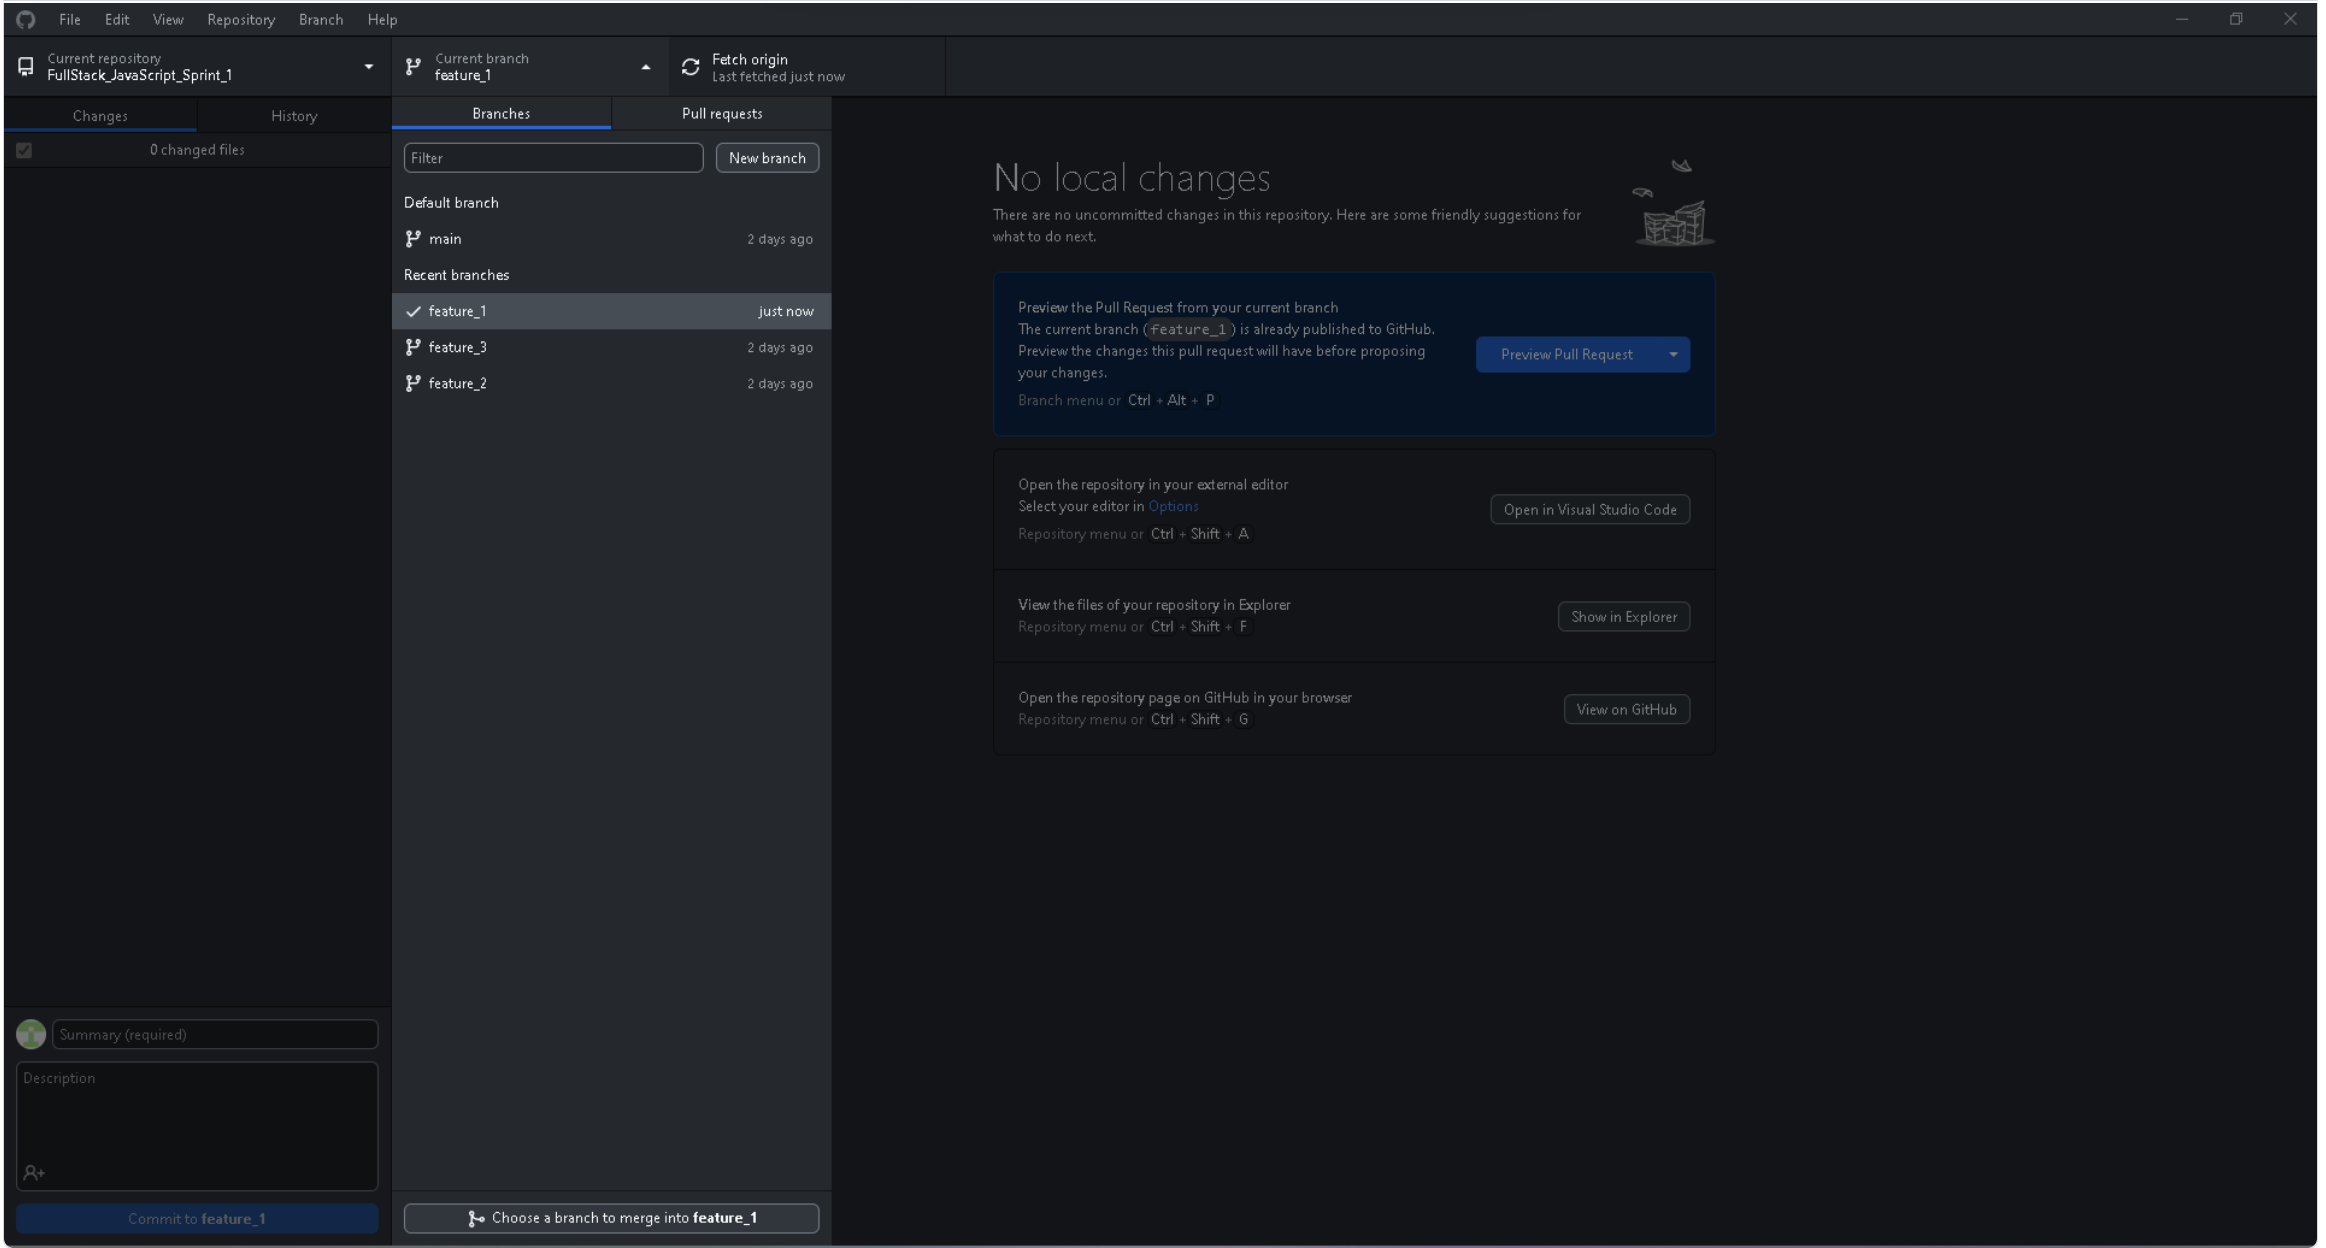 File Edit View Repository Branch Help
Current repository
FullStack_JavaScript_Sprint_1
Current branch
feature_1
Fetch origin
Last fetched just now
Changes History
0 changed files
Branches Pull requests
Filter
New branch
Default branch
main 2 days ago
Recent branches
feature_1 just now
feature_3 2 days ago
feature_2 2 days ago
Choose a branch to merge into feature_1
No local changes
There are no uncommitted changes in this repository. Here are some friendly suggestions for
what to do next.
Preview the Pull Request from your current branch
The current branch (feature_1) is already published to GitHub.
Preview the changes this pull request will have before proposing
your changes.
Branch menu or Ctrl + Alt + P
Preview Pull Request
Open the repository in your external editor
Select your editor in Options
Repository menu or Ctrl + Shift + A
Open in Visual Studio Code
View the files of your repository in Explorer
Repository menu or Ctrl + Shift + F
Show in Explorer
Open the repository page on GitHub in your browser
Repository menu or Ctrl + Shift + G
View on GitHub
Summary (required)
Description
Commit to feature_1